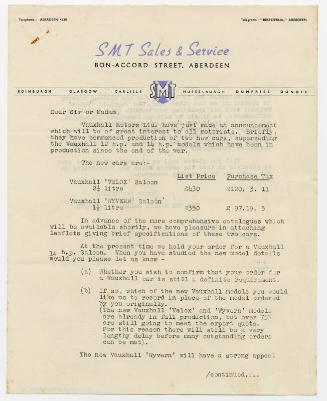 Telephone: ABERDEEN
Telegrams: "BESTOTRIM, ABERDEEN
SMT Sales & Service
BON-ACCORD STREET, ABERDEEN
EDINBURGH GLASGOW CARLISLE SMT MUSSELBURGH DUMFRIES DUNDEE
Dear Sir or Madam,
Vauxhall Motors Ltd. have just made an announcement
which will be of great interest to all motorists. Briefly,
they have commenced production of two new cars, superseding
the Vauxhall 12 h.p. and 14 h.p. models which have been in
production since the end of the war.
The new cars are:-
List Price Purchase Tax
Vauxhall 'VELOX' Saloon
2¼ litre £430 £120. 3. 11
Vauxhall 'WYVERN' Saloon
1½ litre £350 £ 97.19. 5
In advance of the more comprehensive catalogues which
will be available shortly, we have pleasure in attaching
leaflets giving brief specifications of these two cars.
At the present time we hold your order for a Vauxhall
14 h.p. Saloon. When you have studied the new model details
would you please let me know -
(a) Whether you wish to confirm that your order for
a Vauxhall car is still a definite requirement.
(b) If so, which of the new Vauxhall models you would
like us to record in place of the model ordered
by you originally.
(The new Vauxhall 'Velox' and 'Wyvern' models
are already in full production, but over 75%
are still going to meet the export quota.
For this reason there will still be a very
lengthy delay before many outstanding orders
can be met).
The new Vauxhall 'Wyvern' will have a strong appeal
/continued....